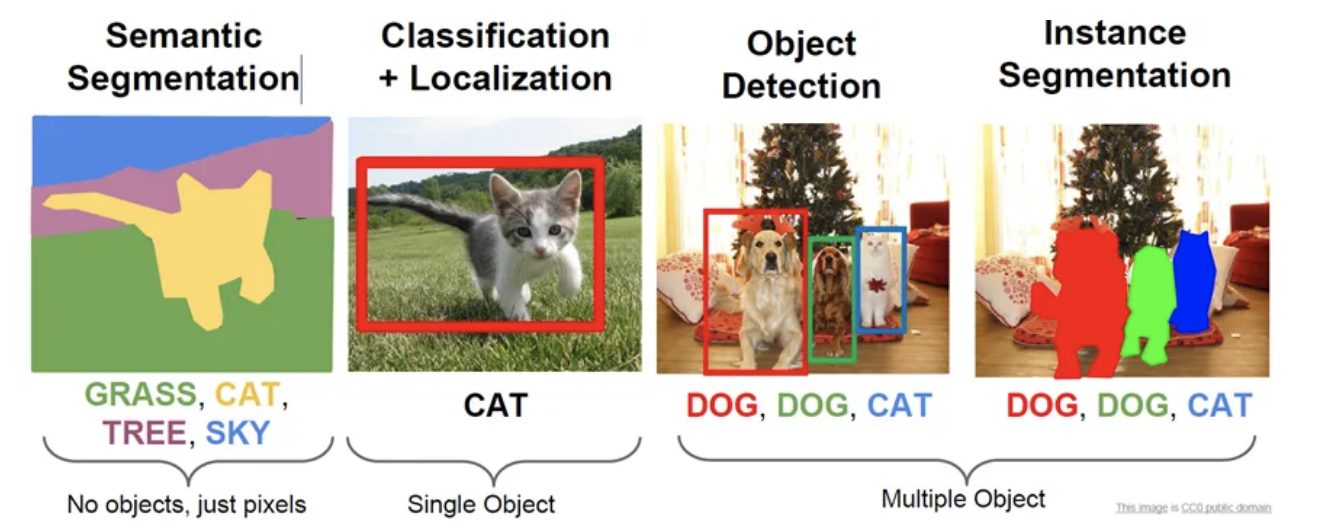 Semantic
Segmentation
Classification
+ Localization
Object
Detection
Instance
Segmentation
GRASS, CAT,
TREE, SKY
CAT
DOG, DOG, CAT
DOG, DOG, CAT
No objects, just pixels
Single Object
Multiple Object
This image is CC0 public domain